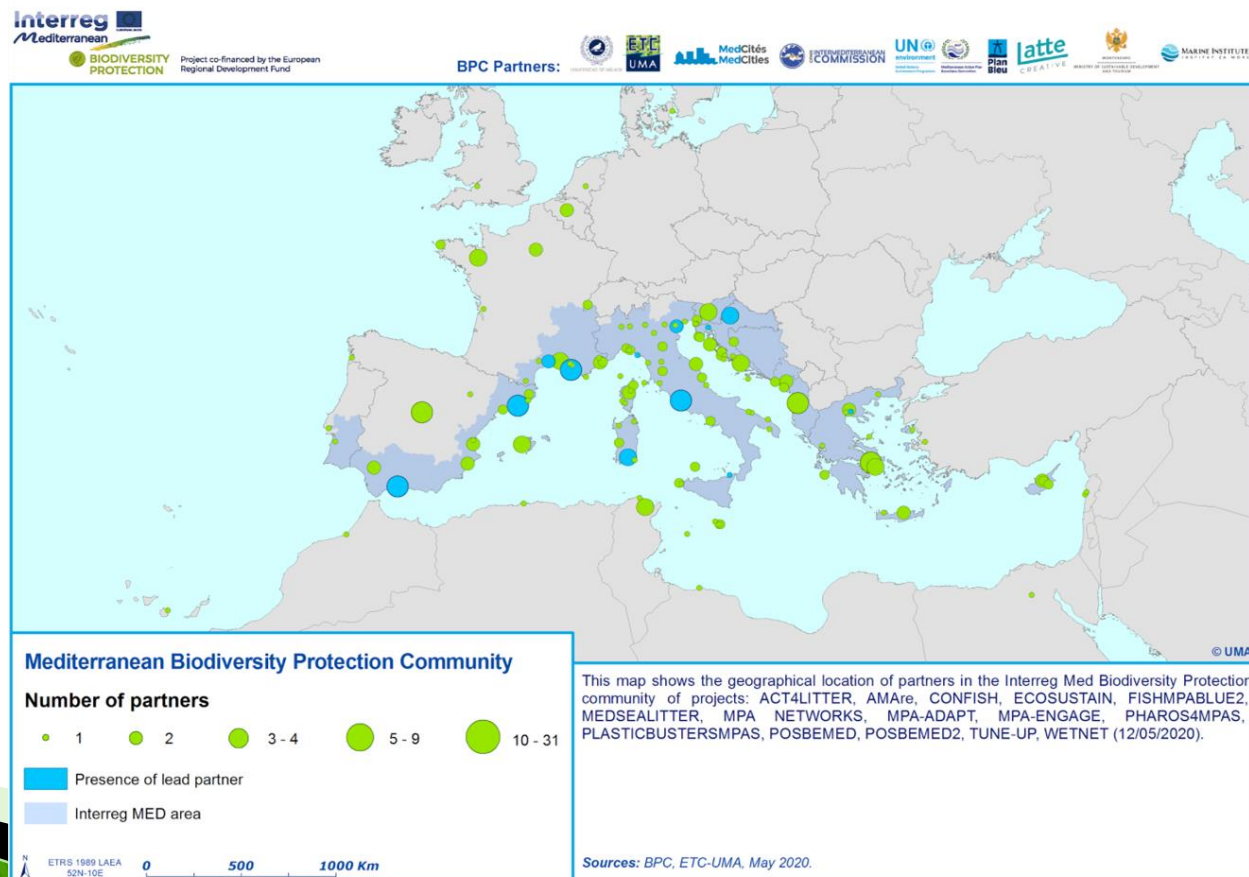 Interreg
Mediterranean
EUROPEAN UNION
BIODIVERSITY
PROTECTION
Project co-financed by the European
Regional Development Fund
BPC Partners:
ETC
UMA
MedCités
MedCities
INTERMEDITERRANEAN
COMMISSION
UN
environment
Plan
Bleu
Latte
CREATIVE
MARINE INSTITUTE
© UMA
Mediterranean Biodiversity Protection Community
Number of partners
1 2 3 - 4 5 - 9 10 - 31
Presence of lead partner
Interreg MED area
N
ETRS 1989 LAEA
52N-10E
0 500 1000 Km
This map shows the geographical location of partners in the Interreg Med Biodiversity Protection
community of projects: ACT4LITTER, AMAre, CONFISH, ECOSUSTAIN, FISHMPABLUE2,
MEDSEALITTER, MPA NETWORKS, MPA-ADAPT, MPA-ENGAGE, PHAROS4MPAS,
PLASTICBUSTERSMPAS, POSBEMED, POSBEMED2, TUNE-UP, WETNET (12/05/2020).
Sources: BPC, ETC-UMA, May 2020.